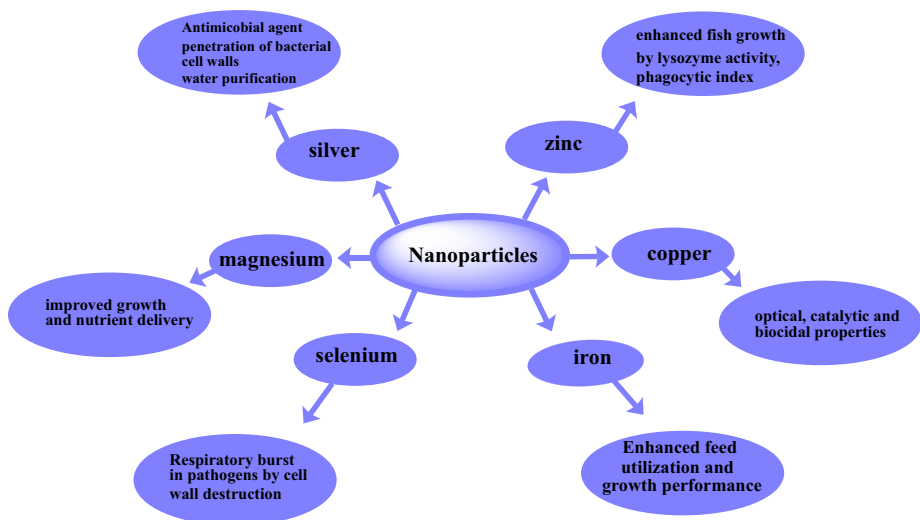 Antimicobial agent
penetration of bacterial
cell walls
water purification
enhanced fish growth
by lysozyme activity,
phagocytic index
silver
zinc
Nanoparticles
magnesium
copper
improved growth
and nutrient delivery
optical, catalytic and
biocidal properties
selenium
iron
Respiratory burst
in pathogens by cell
wall destruction
Enhanced feed
utilization and
growth performance